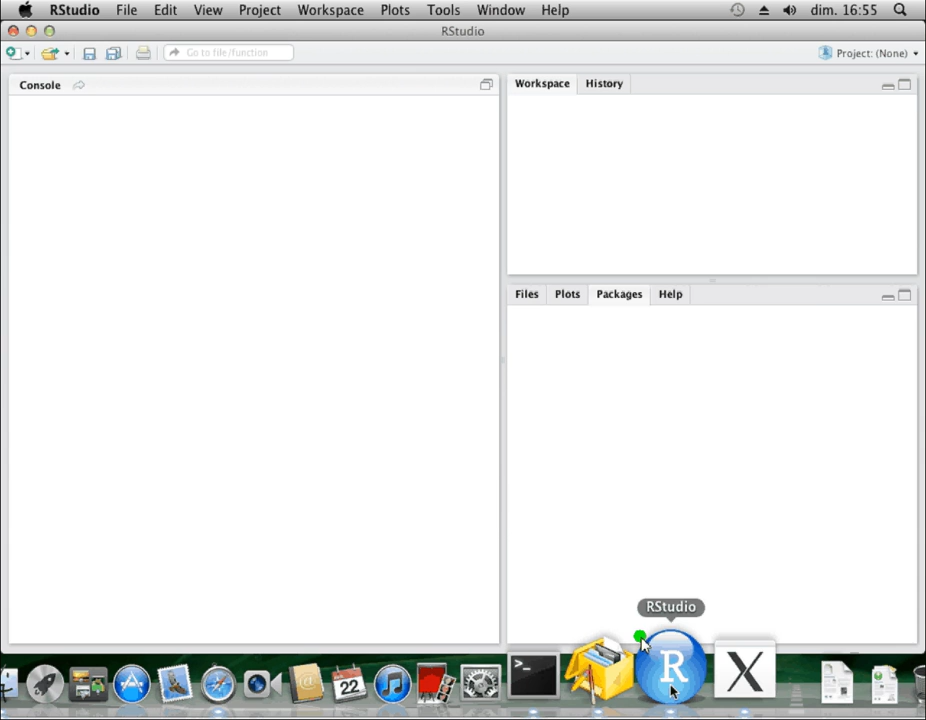 RStudio File Edit View Project Workspace Plots Tools Window Help dim. 16:55
RStudio
Go to file/function Project: (None)
Console
Workspace History
Files Plots Packages Help
RStudio
22
>_
R
X